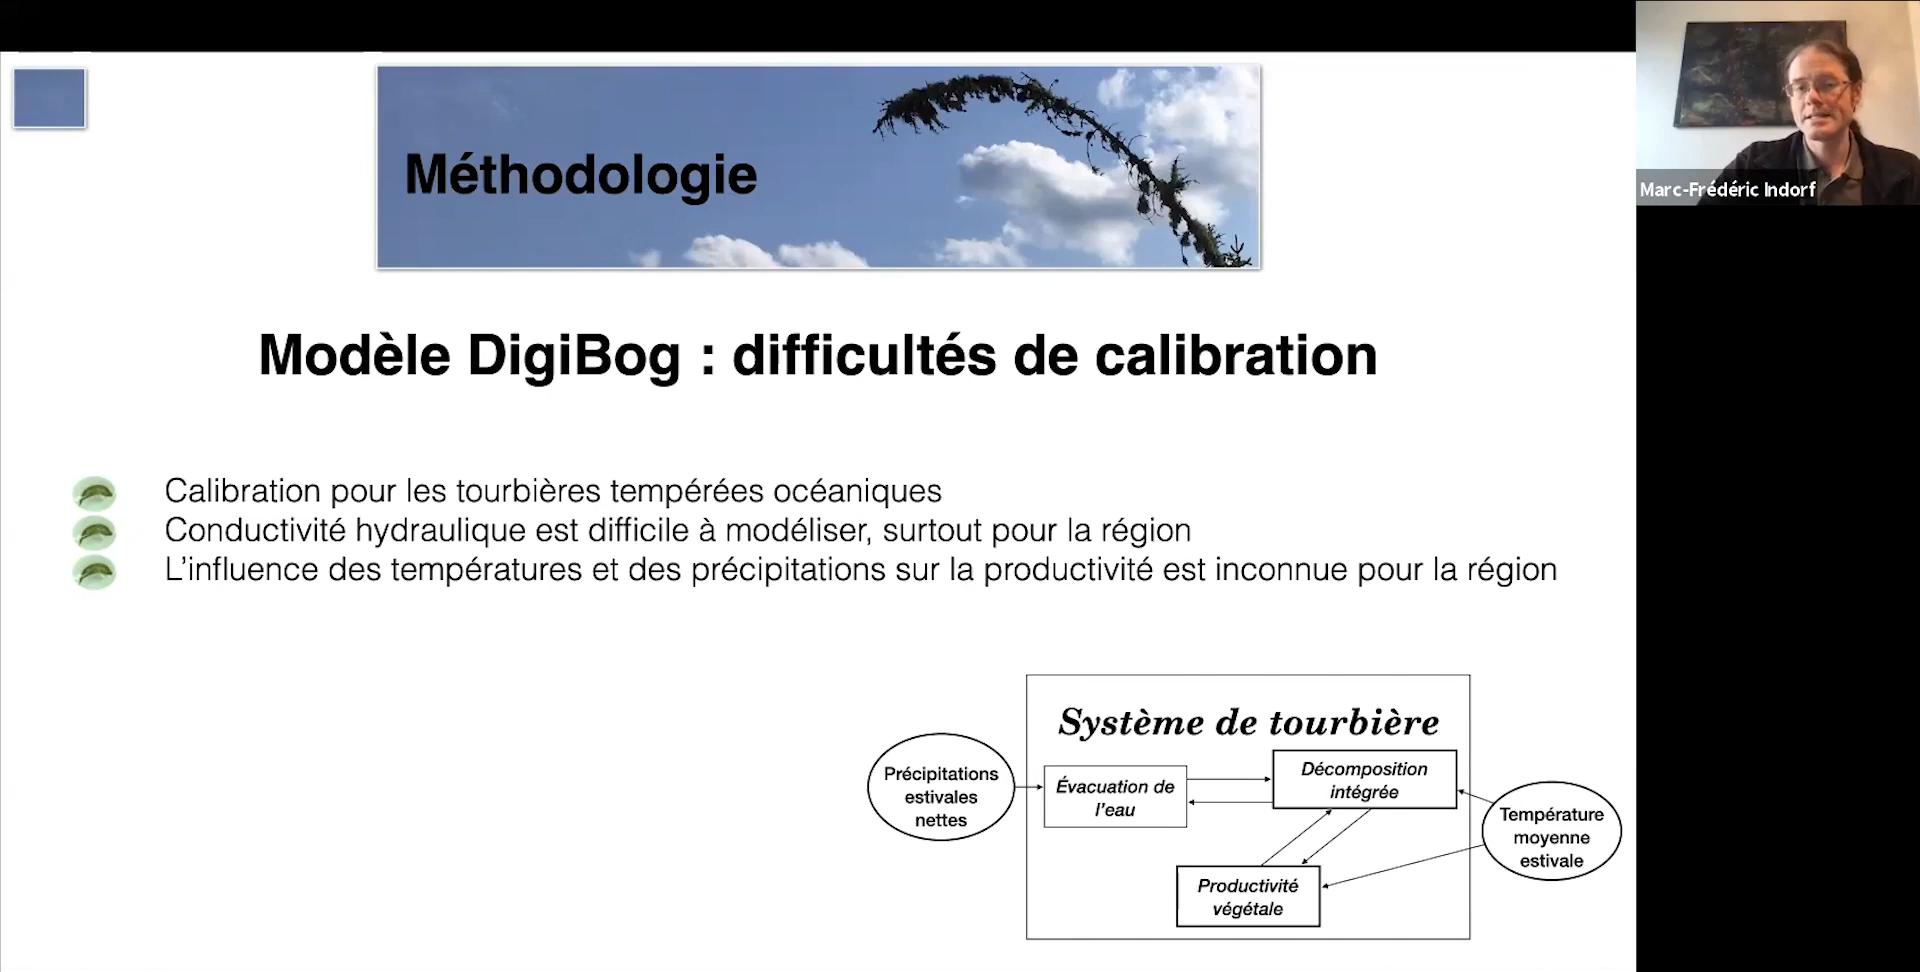 Méthodologie
Marc-Frédéric Indorf
Modèle DigiBog : difficultés de calibration
Calibration pour les tourbières tempérées océaniques
Conductivité hydraulique est difficile à modéliser, surtout pour la région
L'influence des températures et des précipitations sur la productivité est inconnue pour la région
Système de tourbière
Précipitations
estivales
nettes
Évacuation de
l'eau
Décomposition
intégrée
Température
moyenne
estivale
Productivité
végétale